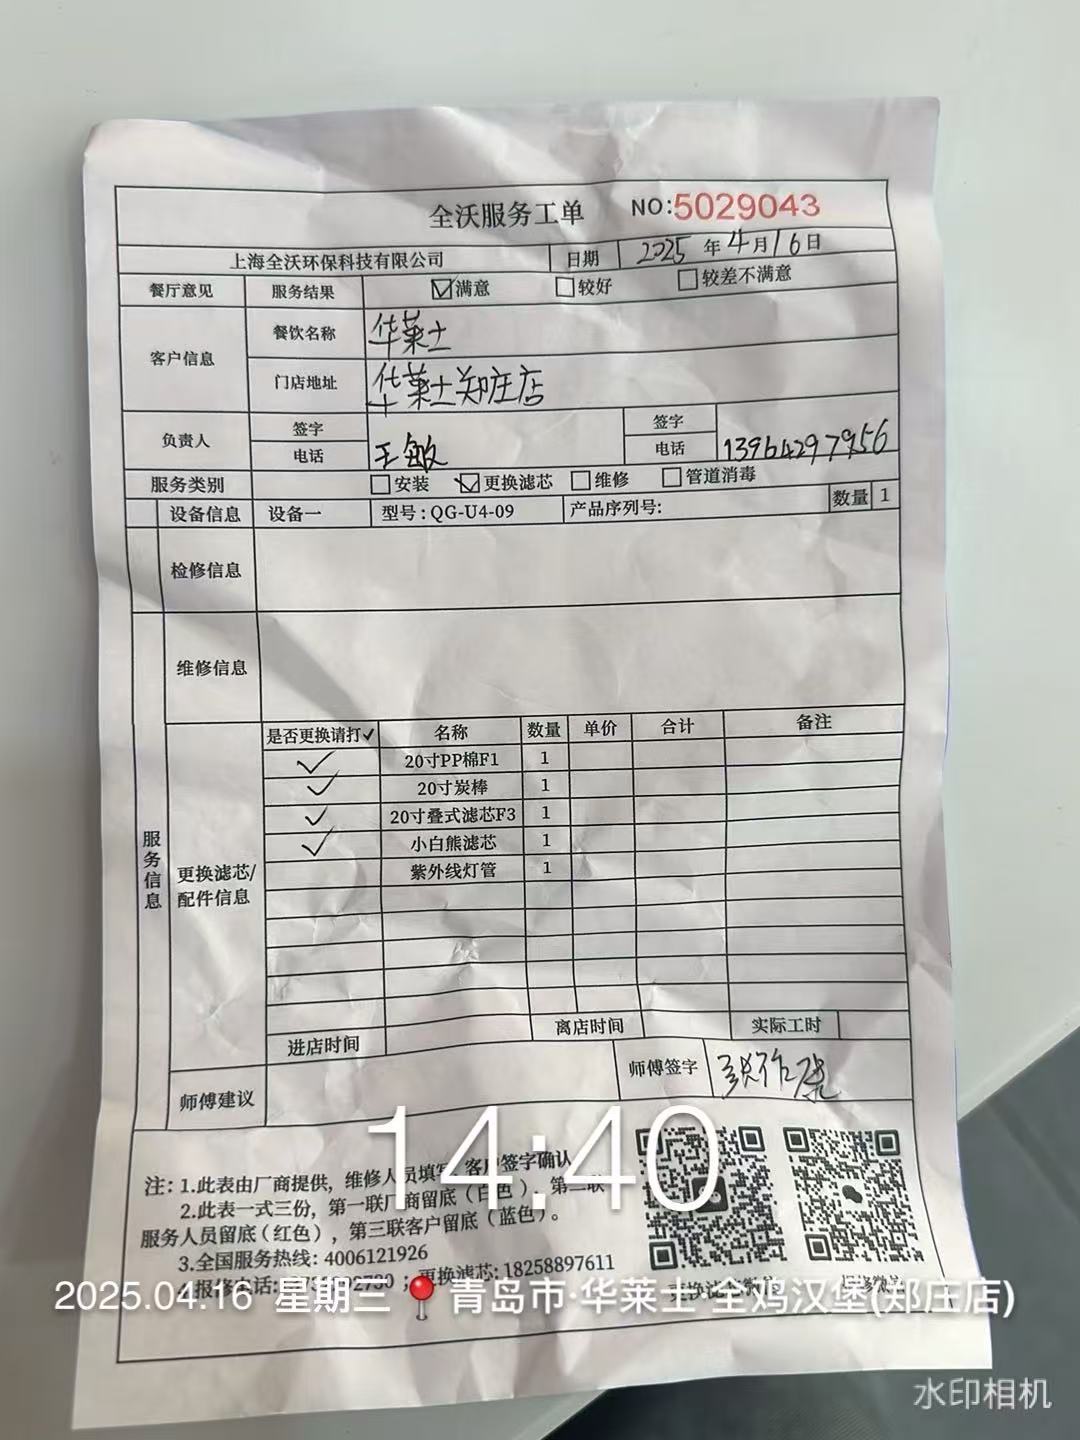 全沃服务工单 NO:5029043
上海全沃环保科技有限公司 日期 2025年4月16日
餐厅意见 服务结果 ☑满意 □较好 □较差不满意
客户信息 餐饮名称 华莱士
门店地址 华莱士郑庄店
负责人 签字 电话 王敏 签字 电话 13964297956
服务类别 □安装 ☑更换滤芯 □维修 □管道消毒
设备信息 设备一 型号:QG-U4-09 产品序列号: 数量 1
检修信息
维修信息
服务信息
更换滤芯/配件信息
是否更换请打✓ 名称 数量 单价 合计 备注
✓ 20寸PP棉F1 1
✓ 20寸炭棒 1
✓ 20寸叠式滤芯F3 1
✓ 小白熊滤芯 1
紫外线灯管 1
进店时间 离店时间 实际工时
师傅建议 师傅签字
14:40
注: 1.此表由厂商提供，维修人员填写，客户签字确认
2.此表一式三份，第一联厂商留底（白色），第二联
服务人员留底（红色），第三联客户留底（蓝色）。
3.全国服务热线: 4006121926
4.报修电话: 更换滤芯: 18258897611
2025.04.16 星期三 青岛市·华莱士·全鸡汉堡(郑庄店)
水印相机